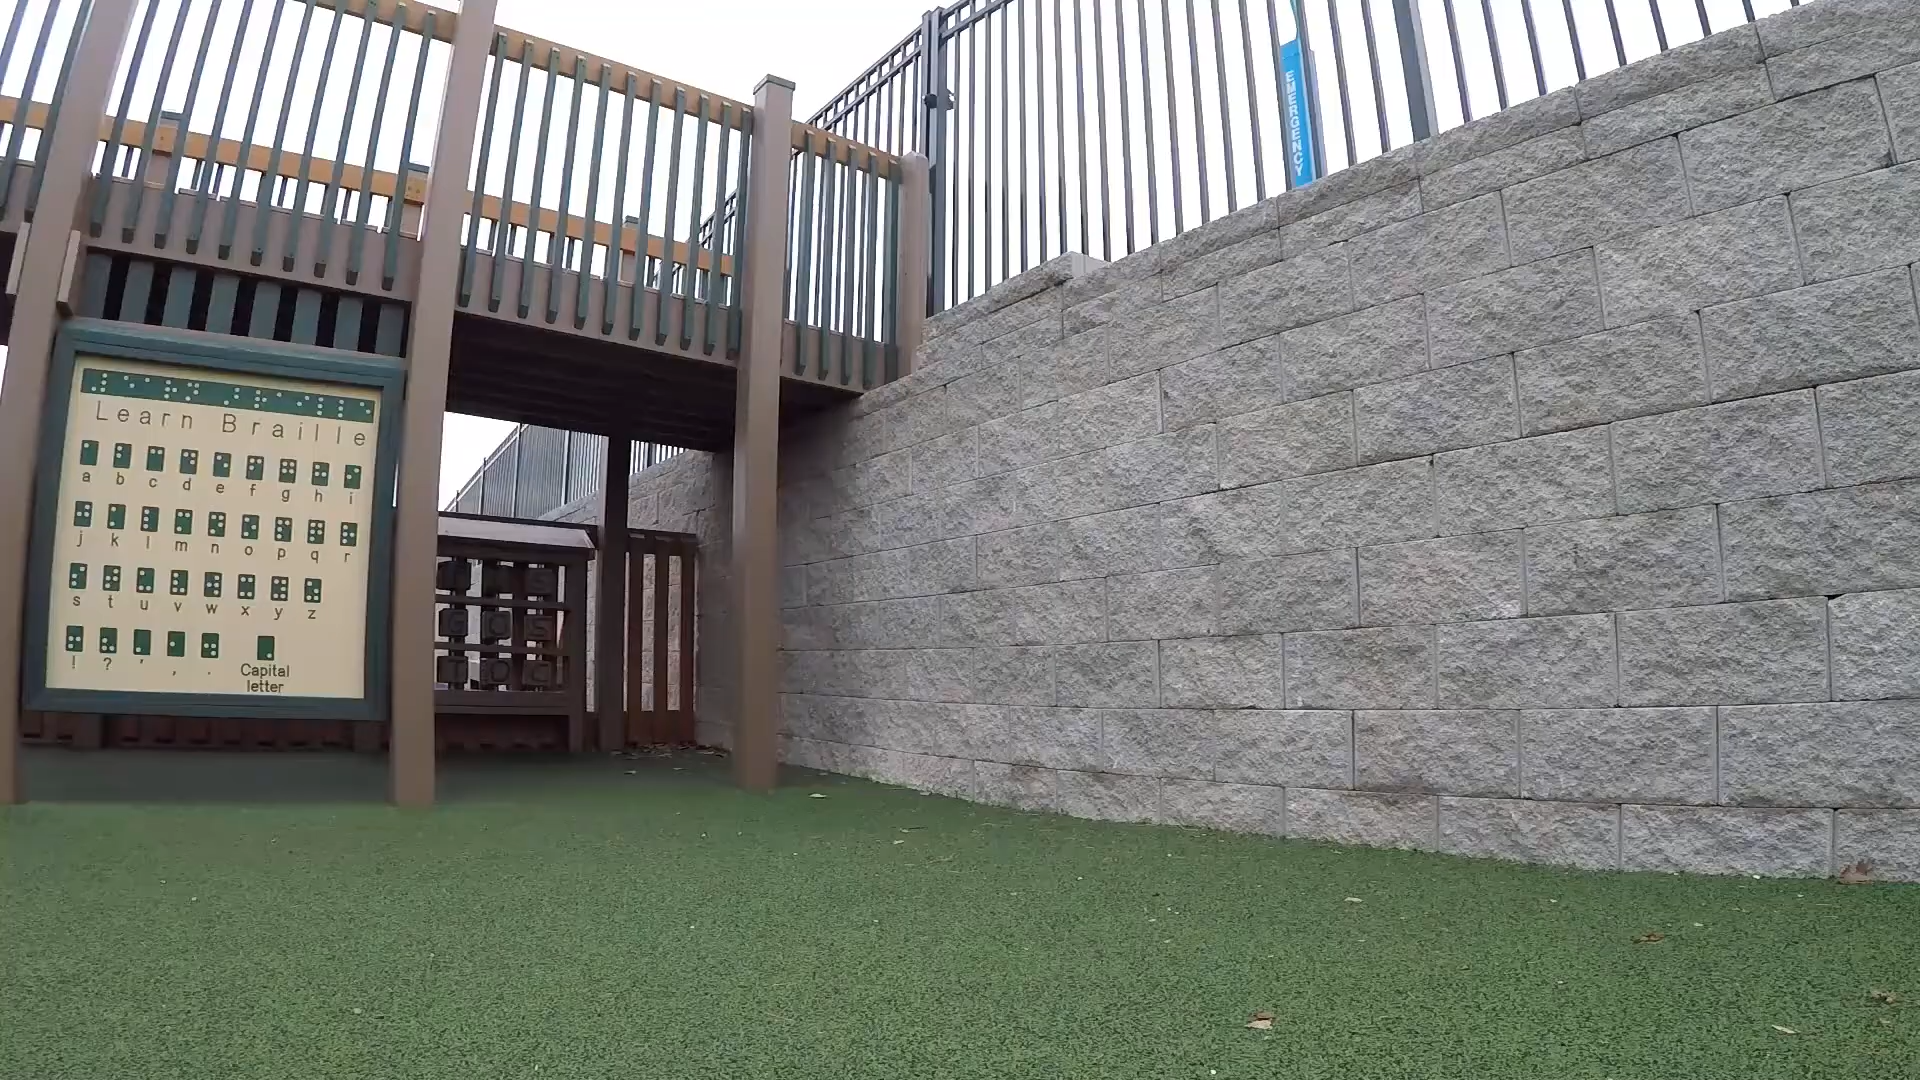 EMERGENCY
Learn Braille
a b c d e f g h i
j k l m n o p q r
s t u v w x y z
! ? ' , .
Capital
letter